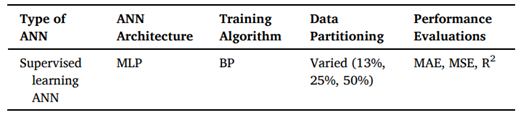 Type of ANN Training Data Performance
ANN Architecture Algorithm Partitioning Evaluations
Supervised MLP BP Varied (13%, MAE, MSE, R²
learning 25%, 50%)
ANN